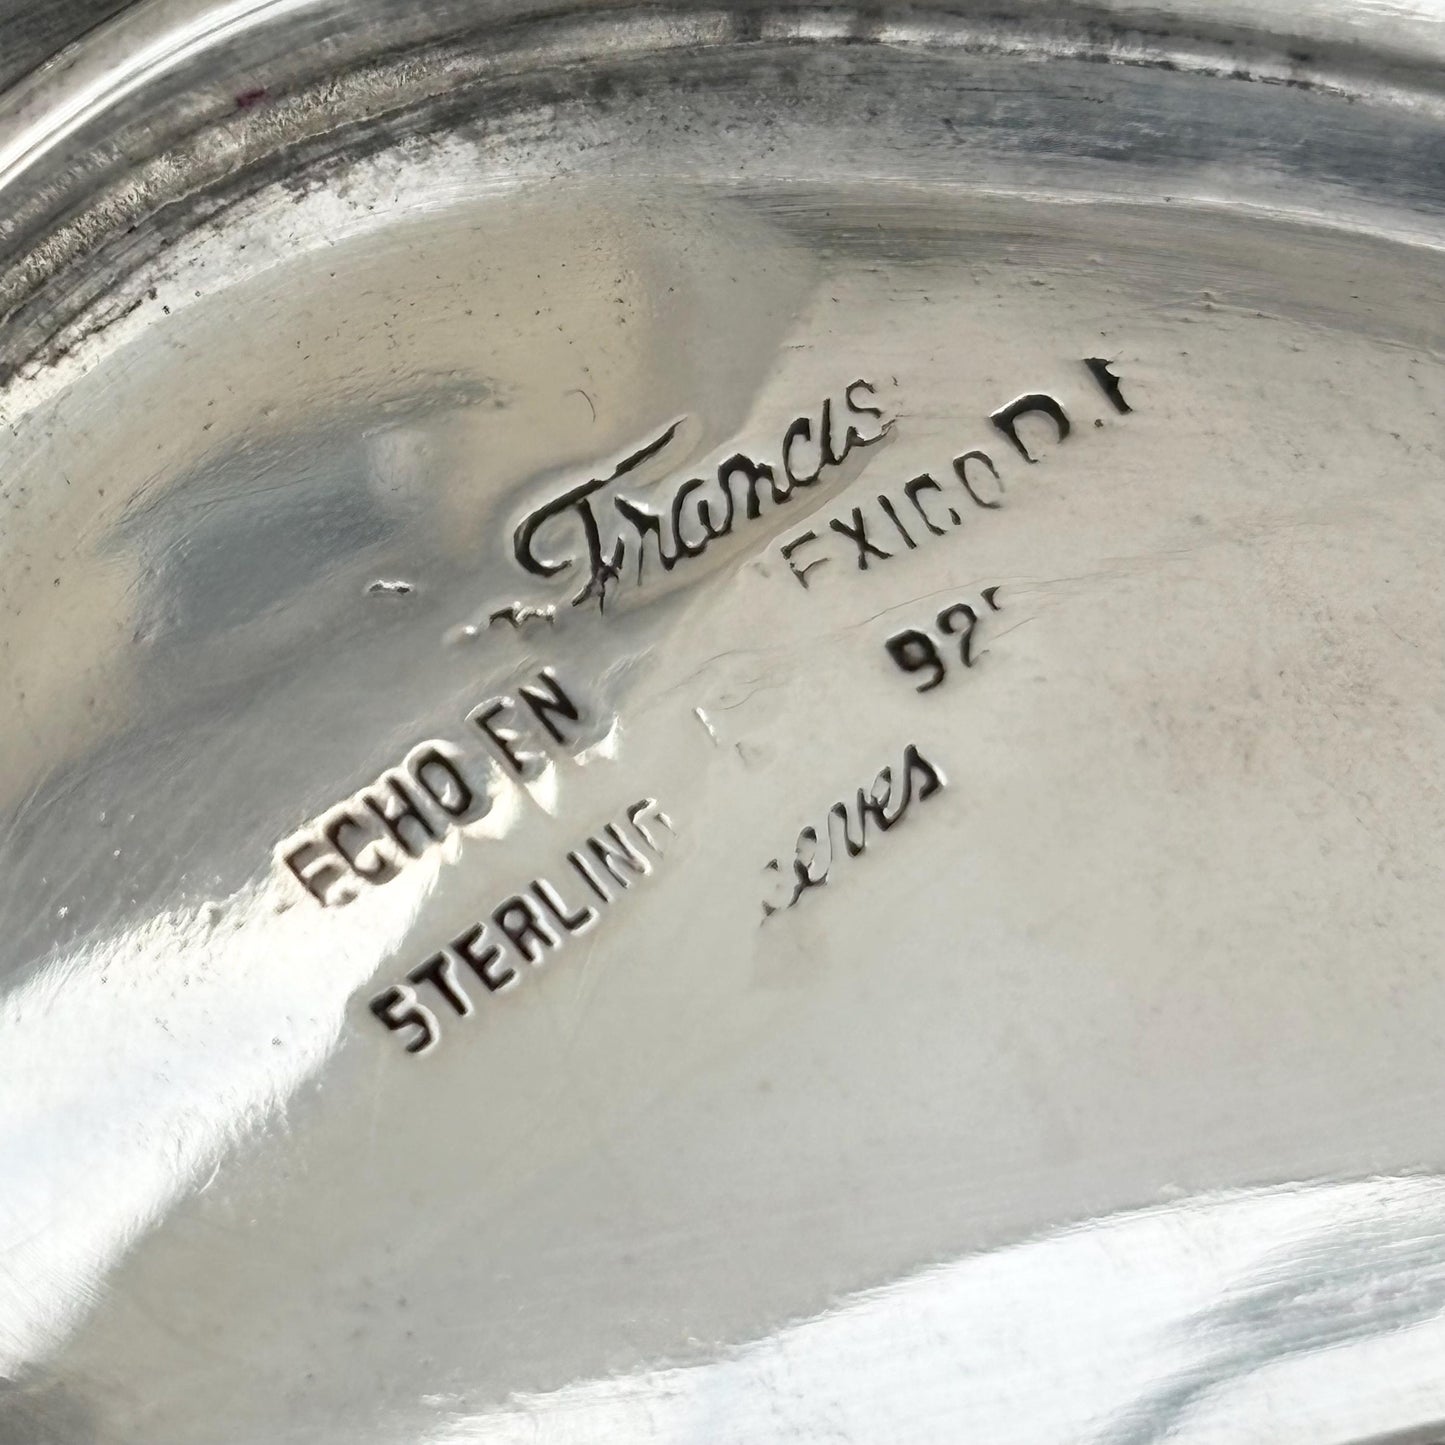 Francis
ECHO EN EXICO D.F
STERLING 92
eves